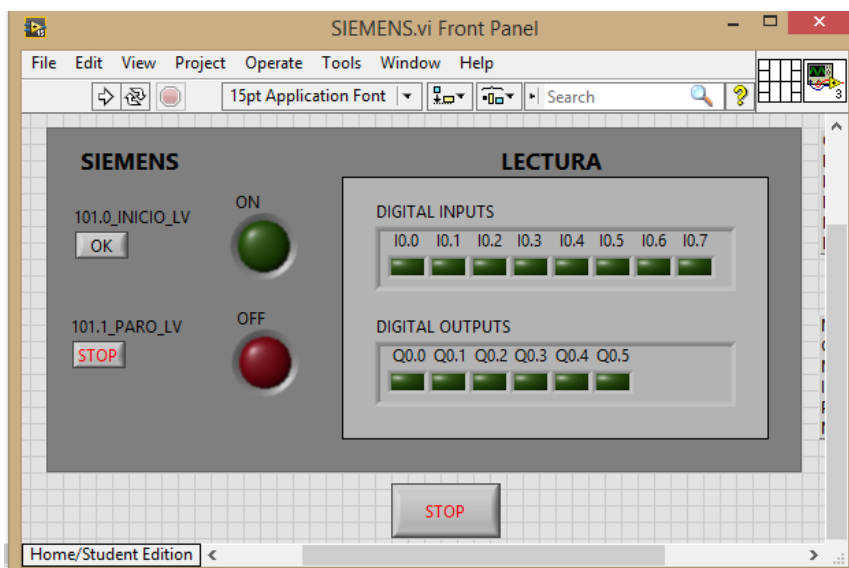 SIEMENS.vi Front Panel
File Edit View Project Operate Tools Window Help
15pt Application Font Search
3
SIEMENS
101.0_INICIO_LV
OK
ON
101.1_PARO_LV
STOP
OFF
LECTURA
DIGITAL INPUTS
I0.0 I0.1 I0.2 I0.3 I0.4 I0.5 I0.6 I0.7
DIGITAL OUTPUTS
Q0.0 Q0.1 Q0.2 Q0.3 Q0.4 Q0.5
STOP
Home/Student Edition